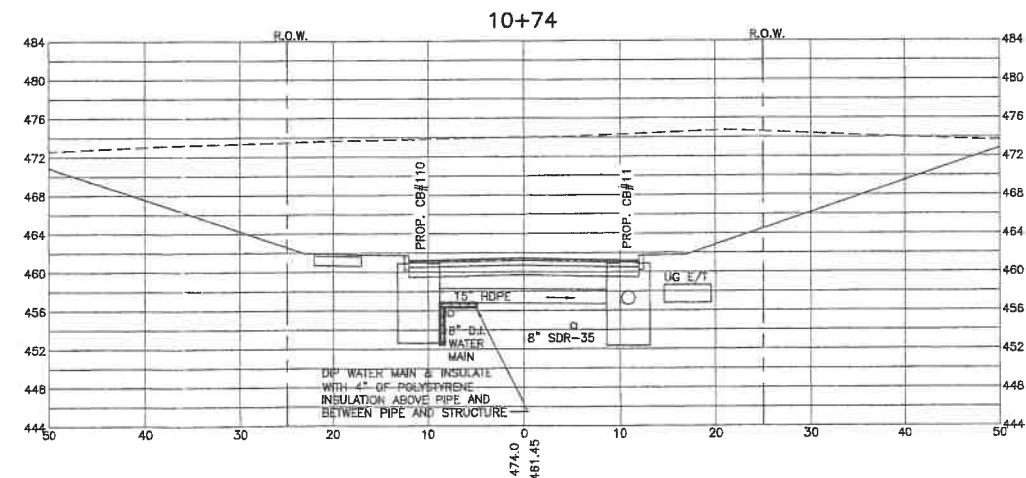 10+74
R.O.W. R.O.W.
484 484
480 480
476 476
472 472
468 468
464 464
460 460
456 456
452 452
448 448
444 444
PROP. CB#110
PROP. CB#11
UG E/T
15" HDPE
8" D.I.
WATER
MAIN
8" SDR-35
DIP WATER MAIN & INSULATE
WITH 4" OF POLYSTYRENE
INSULATION ABOVE PIPE AND
BETWEEN PIPE AND STRUCTURE
50 40 30 20 10 0 10 20 30 40 50
474.0
461.45